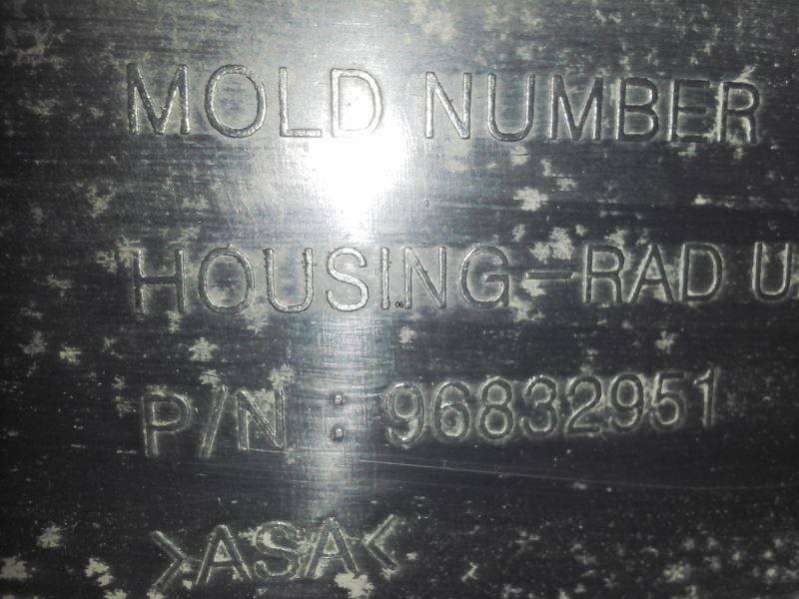 MOLD NUMBER
HOUSING-RAD U
P/N : 96832951
>ASA<